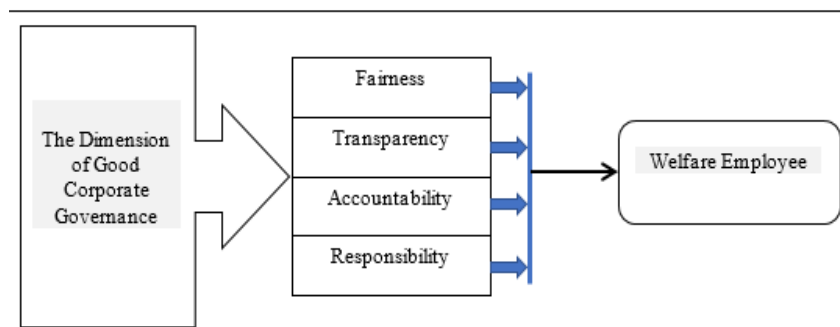 The Dimension
of Good
Corporate
Governance
Fairness
Transparency
Accountability
Responsibility
Welfare Employee